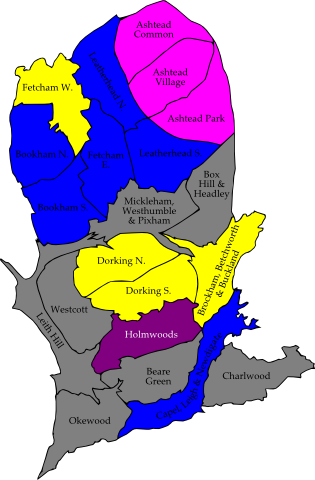 Ashtead
Common
Ashtead
Village
Ashtead Park
Leatherhead N.
Fetcham W.
Bookham N.
Fetcham
E.
Leatherhead S.
Bookham S.
Box
Hill &
Headley
Mickleham,
Westhumble
& Pixham
Dorking N.
Dorking S.
Brockham, Betchworth
& Buckland
Westcott
Leith Hill
Holmwoods
Beare
Green
Charlwood
Capel, Leigh & Newdigate
Okewood